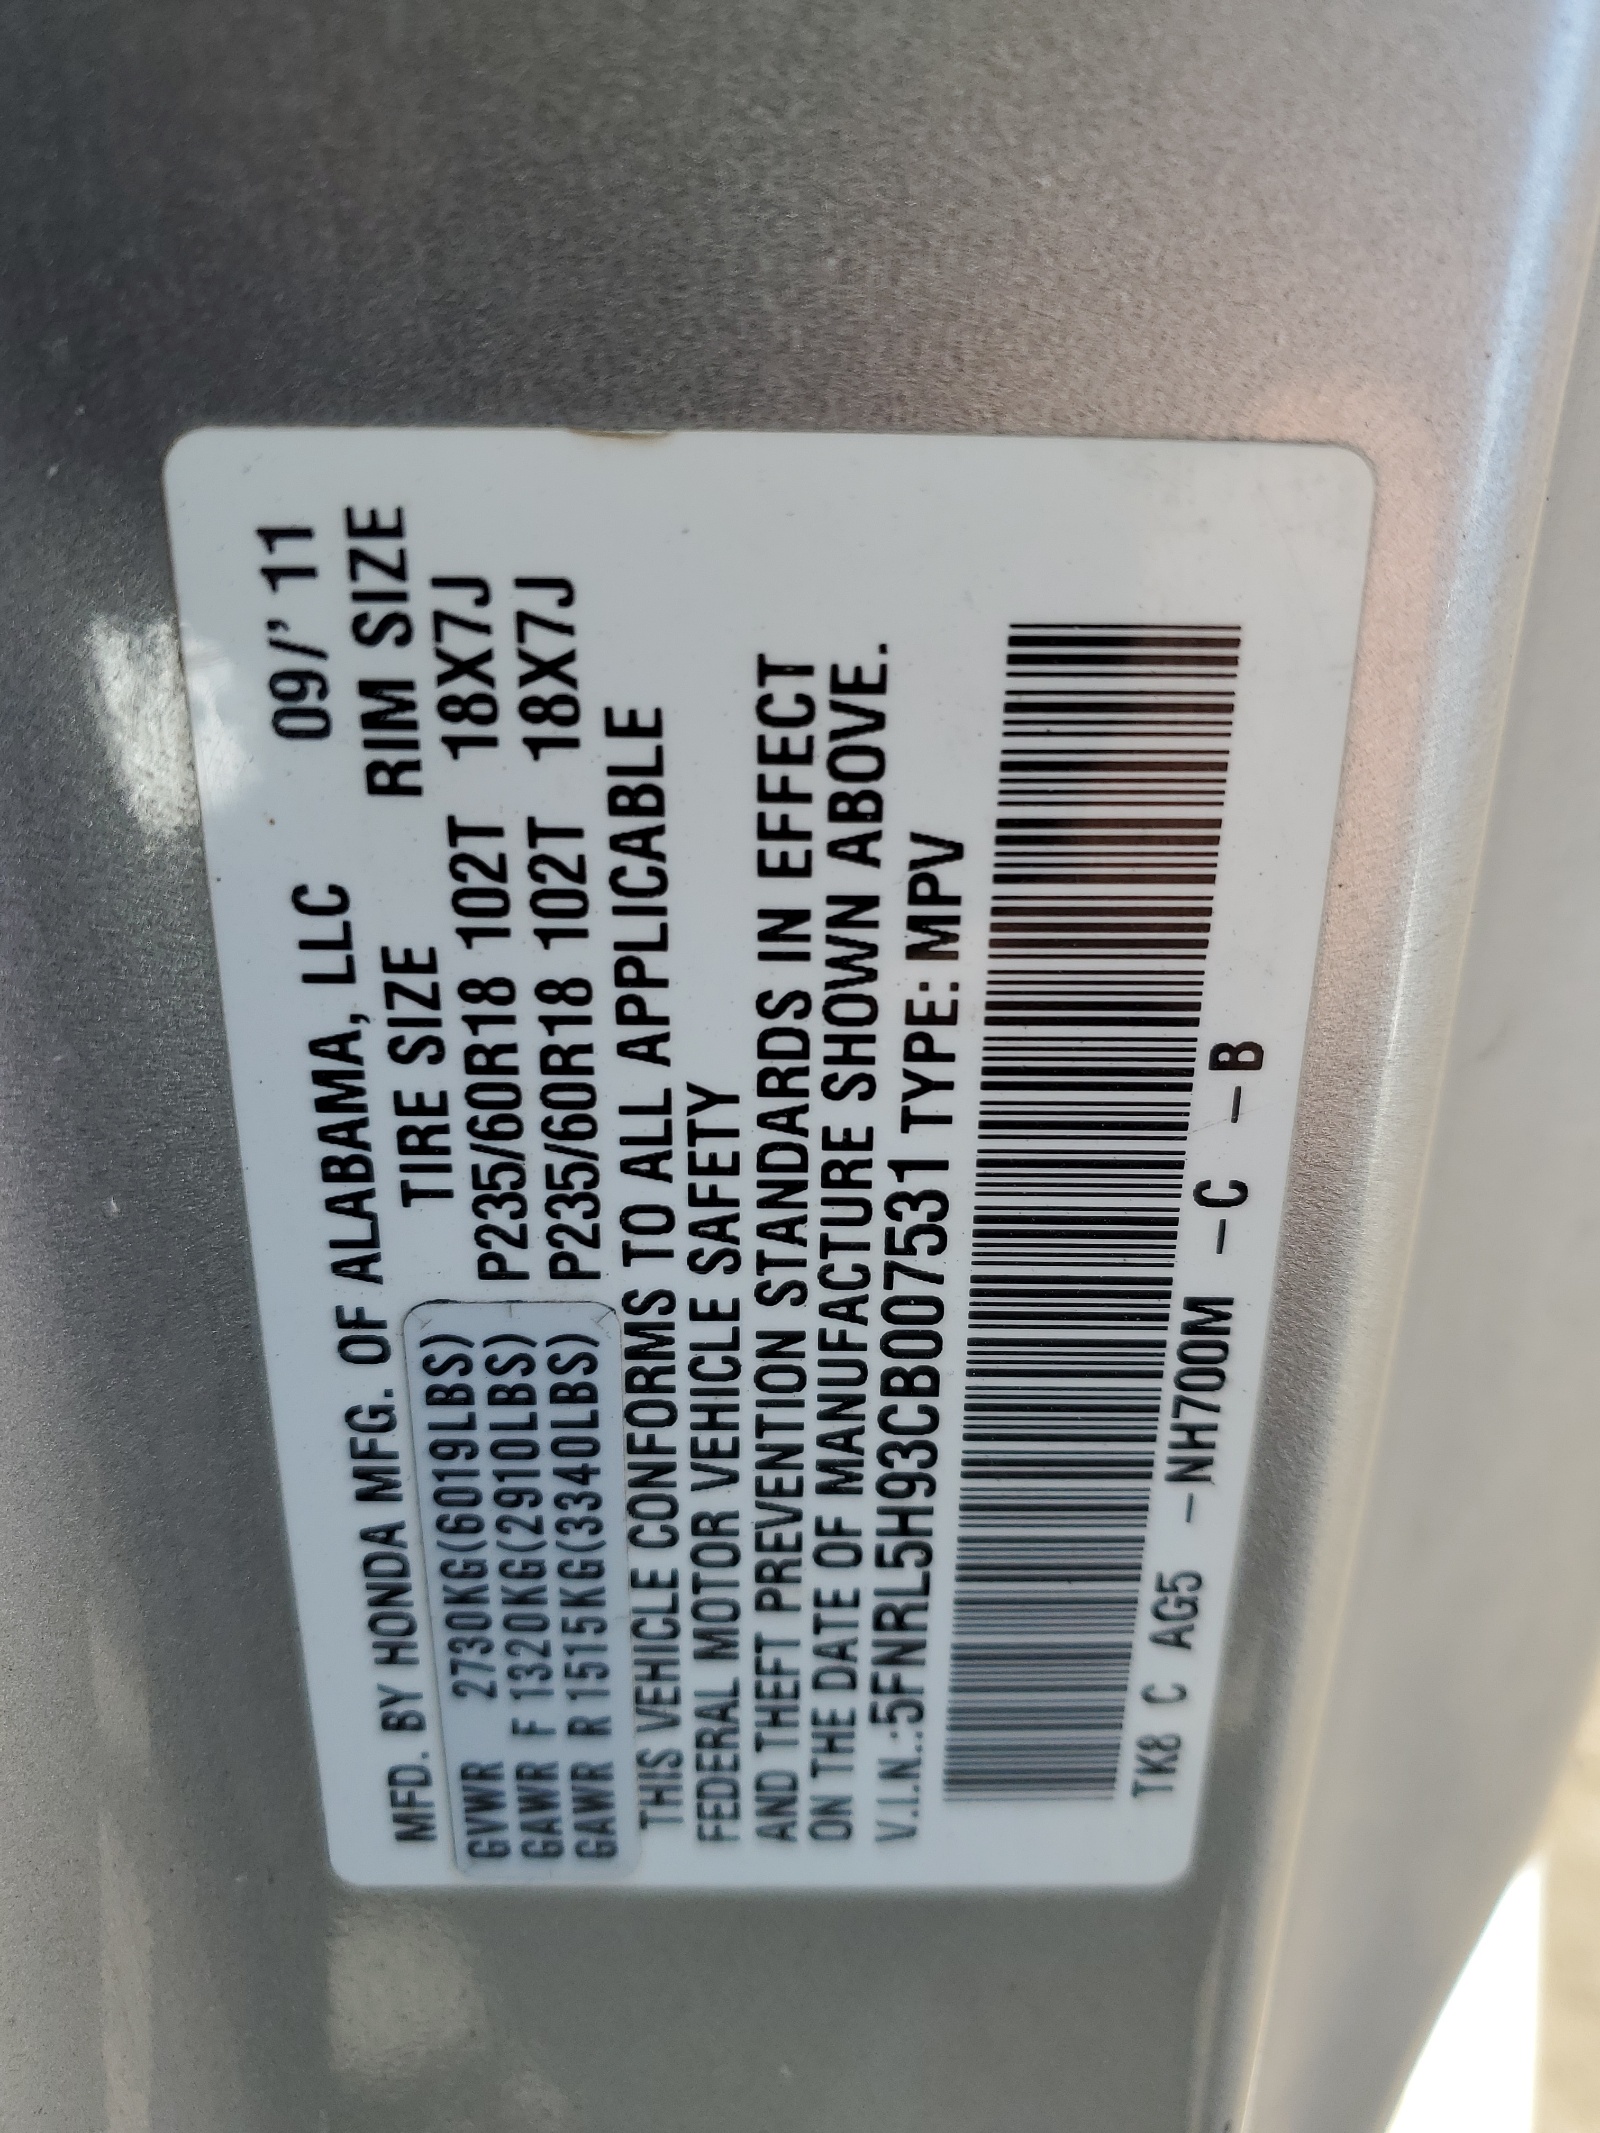 MFD. BY HONDA MFG. OF ALABAMA, LLC 09/'11
TIRE SIZE RIM SIZE
GVWR 2730KG(6019LBS) P235/60R18 102T 18X7J
GAWR F 1320KG(2910LBS) P235/60R18 102T 18X7J
GAWR R 1515KG(3340LBS)
THIS VEHICLE CONFORMS TO ALL APPLICABLE
FEDERAL MOTOR VEHICLE SAFETY
AND THEFT PREVENTION STANDARDS IN EFFECT
ON THE DATE OF MANUFACTURE SHOWN ABOVE.
V.I.N.:5FNRL5H93CB007531 TYPE: MPV
TK8 C AG5 -NH700M -C -B